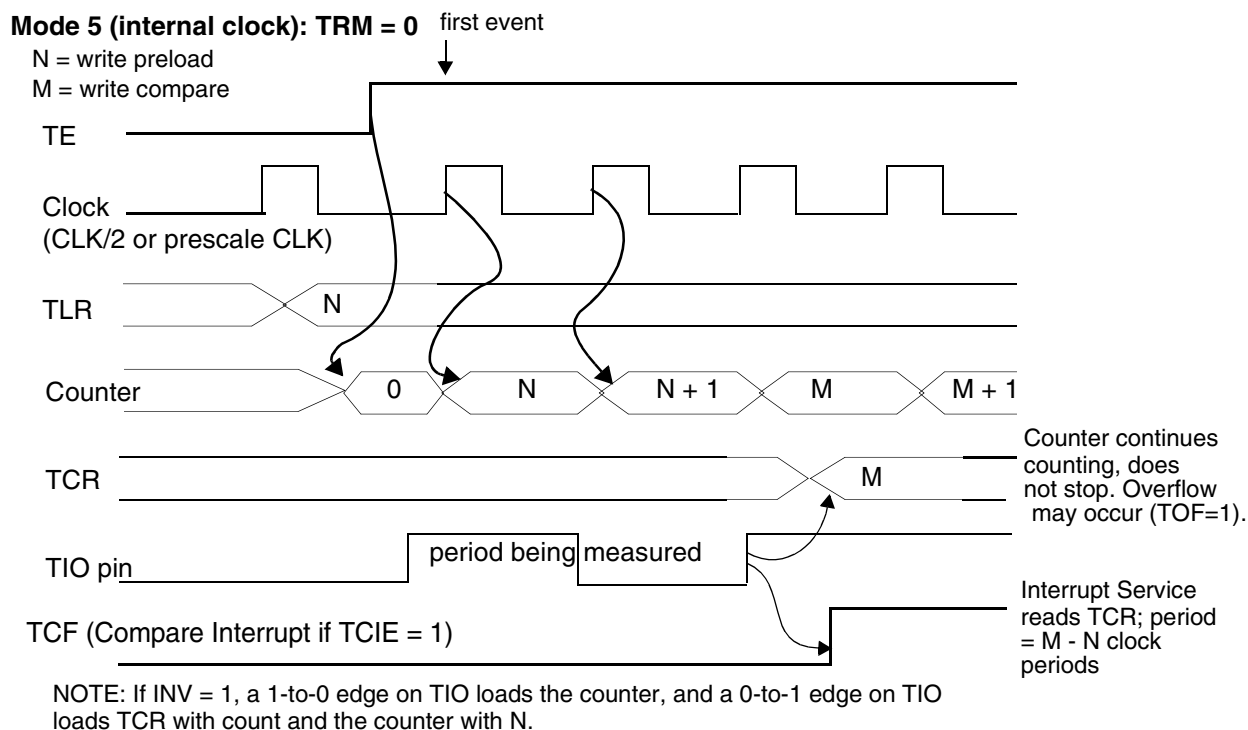 Mode 5 (internal clock): TRM = 0
first event
N = write preload
M = write compare
TE
Clock
(CLK/2 or prescale CLK)
TLR
N
Counter
0
N
N + 1
M
M + 1
TCR
M
Counter continues
counting, does
not stop. Overflow
may occur (TOF=1).
TIO pin
period being measured
TCF (Compare Interrupt if TCIE = 1)
Interrupt Service
reads TCR; period
= M - N clock
periods
NOTE: If INV = 1, a 1-to-0 edge on TIO loads the counter, and a 0-to-1 edge on TIO
loads TCR with count and the counter with N.